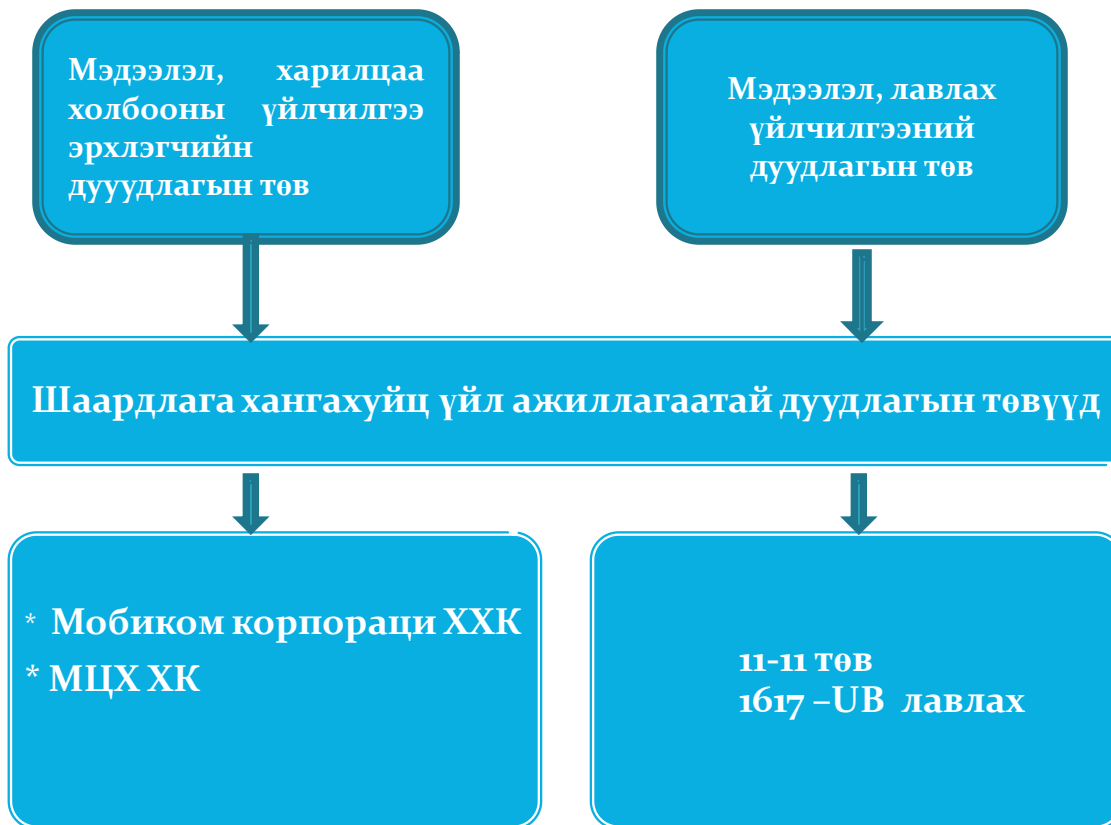 Мэдээлэл, харилцаа
холбооны үйлчилгээ
эрхлэгчийн
дууудлагын төв
Мэдээлэл, лавлах
үйлчилгээний
дуудлагын төв
Шаардлага хангахуйц үйл ажиллагаатай дуудлагын төвүүд
* Мобиком корпораци ХХК
* МЦХ ХК
11-11 төв
1617 –UB лавлах